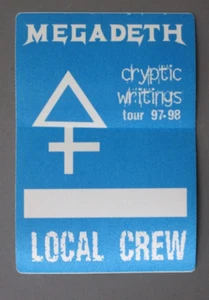 MEGADETH
cryptic
writings
tour 97-98
LOCAL CREW